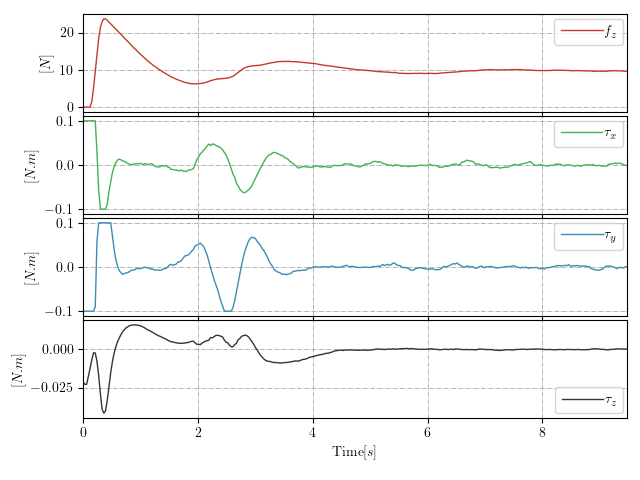 20
10
0
[N]
f_z
0.1
0.0
−0.1
[N.m]
τ_x
0.1
0.0
−0.1
[N.m]
τ_y
0.000
−0.025
[N.m]
τ_z
0 2 4 6 8
Time[s]